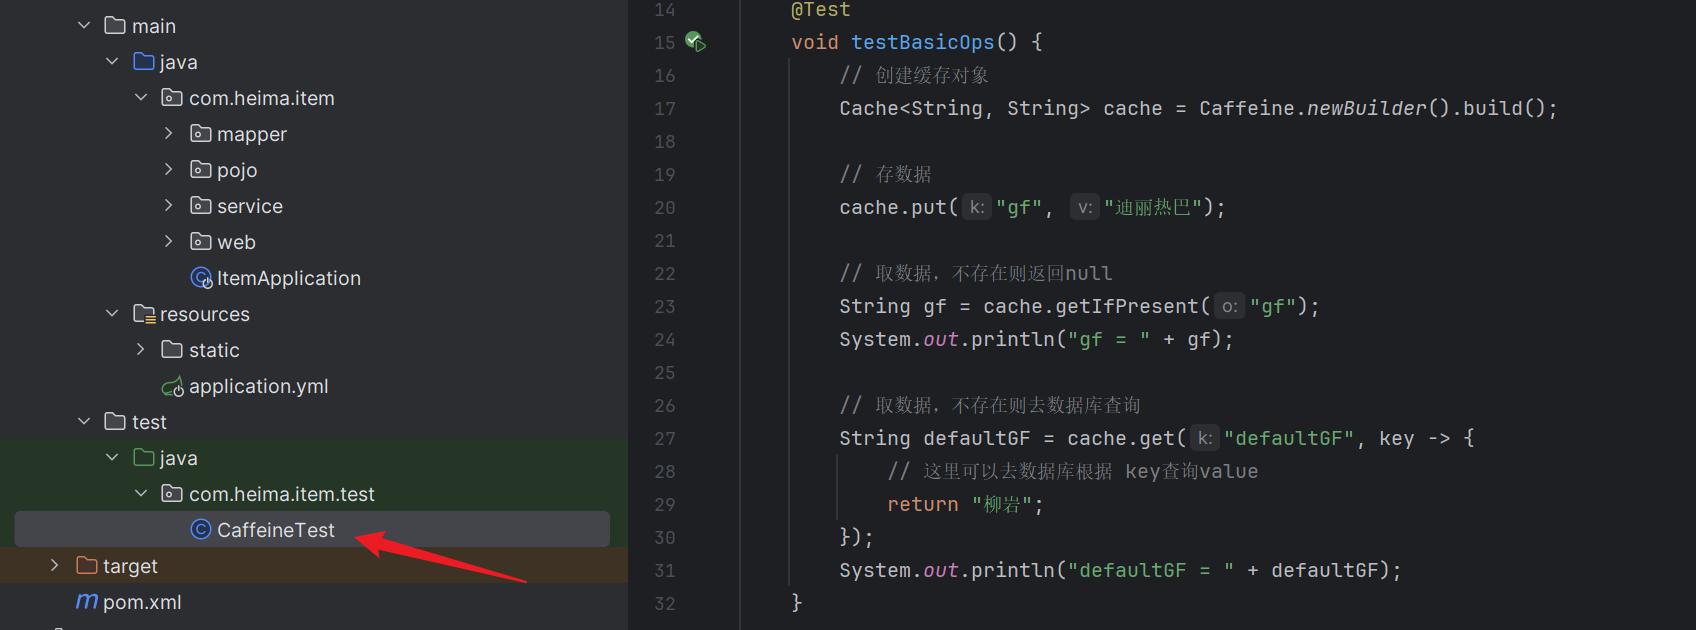 main
java
com.heima.item
mapper
pojo
service
web
ItemApplication
resources
static
application.yml
test
java
com.heima.item.test
CaffeineTest
target
pom.xml
14 @Test
15 void testBasicOps() {
16 // 创建缓存对象
17 Cache<String, String> cache = Caffeine.newBuilder().build();
18
19 // 存数据
20 cache.put( k: "gf", v: "迪丽热巴");
21
22 // 取数据，不存在则返回null
23 String gf = cache.getIfPresent( o: "gf");
24 System.out.println("gf = " + gf);
25
26 // 取数据，不存在则去数据库查询
27 String defaultGF = cache.get( k: "defaultGF", key -> {
28 // 这里可以去数据库根据 key查询value
29 return "柳岩";
30 });
31 System.out.println("defaultGF = " + defaultGF);
32 }